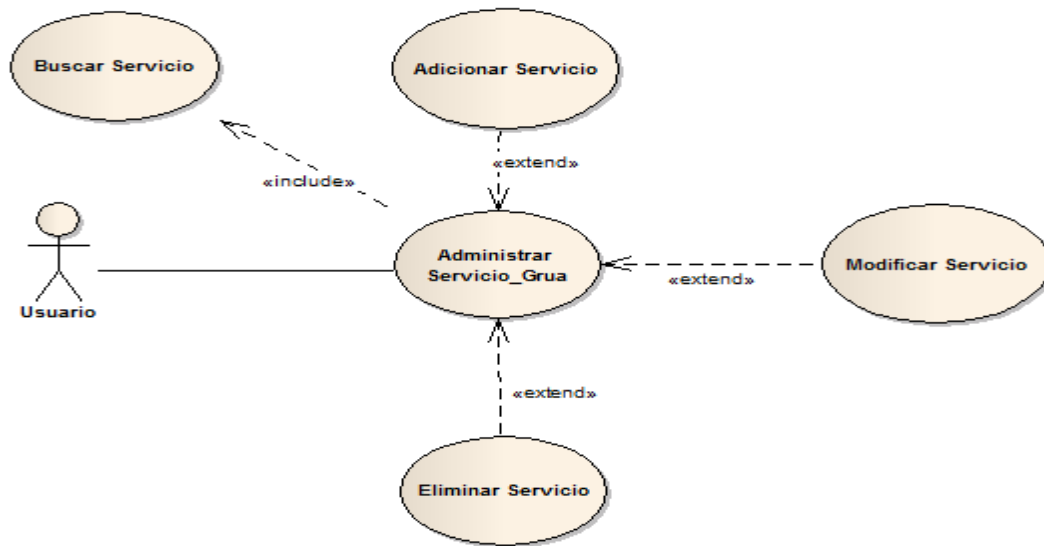 Buscar Servicio
Adicionar Servicio
«extend»
«include»
Administrar
Servicio_Grua
Modificar Servicio
«extend»
Usuario
«extend»
Eliminar Servicio